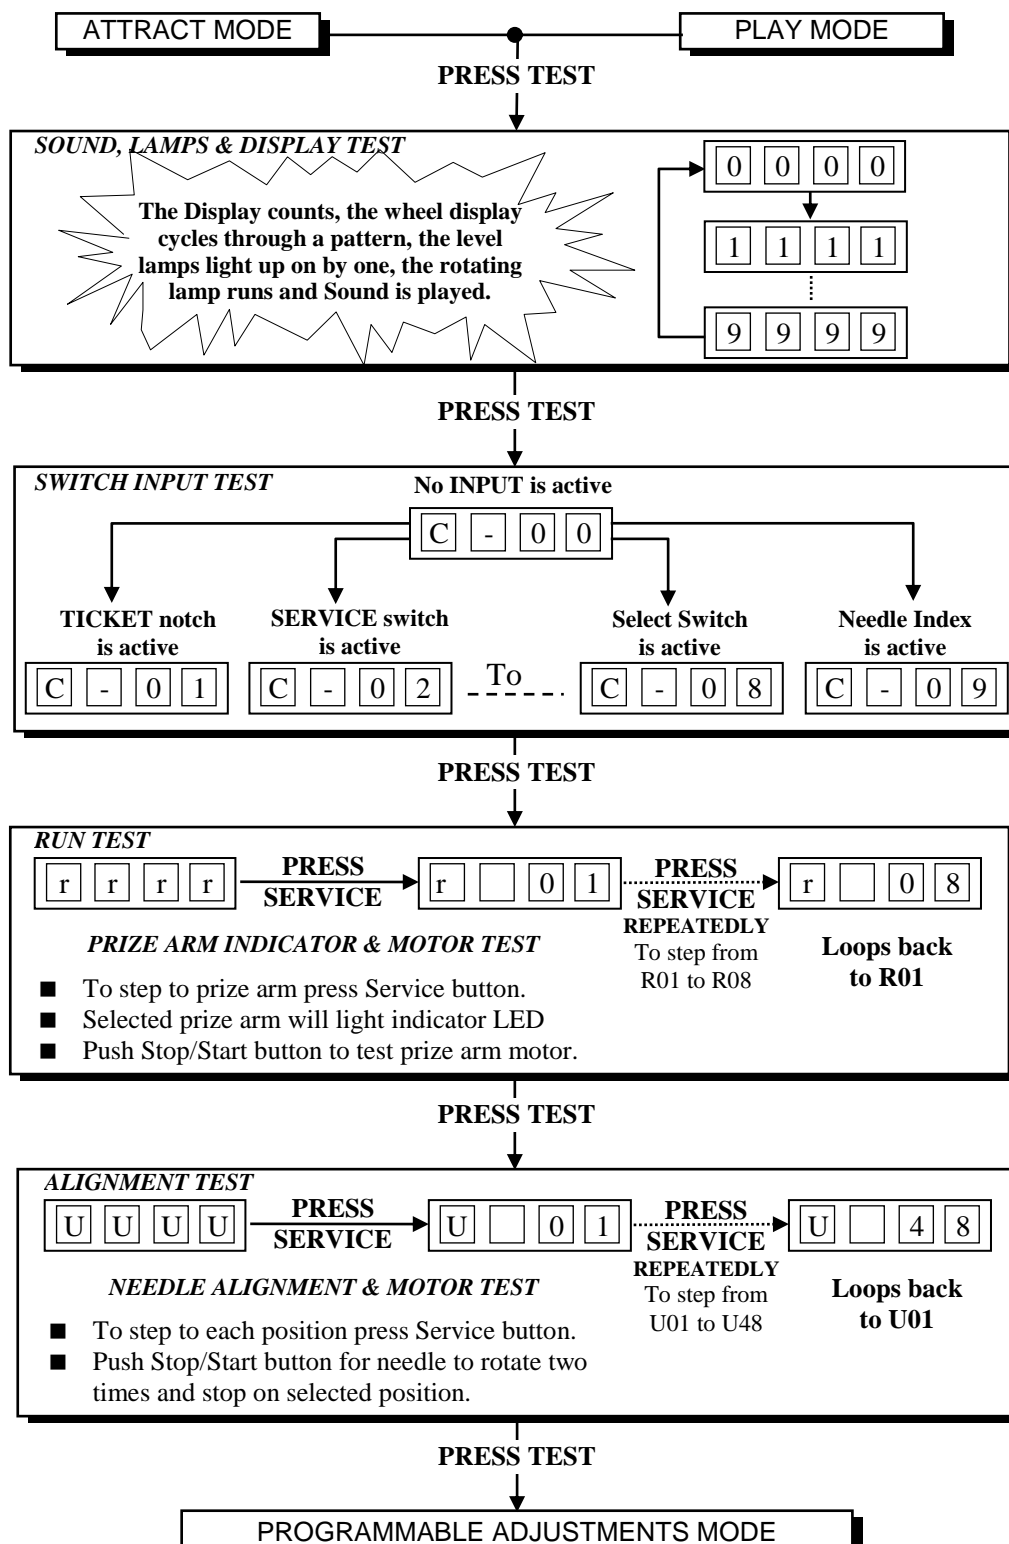 ATTRACT MODE
PLAY MODE
PRESS TEST
SOUND, LAMPS & DISPLAY TEST
The Display counts, the wheel display
cycles through a pattern, the level
lamps light up on by one, the rotating
lamp runs and Sound is played.
0 0 0 0
1 1 1 1
9 9 9 9
PRESS TEST
SWITCH INPUT TEST
No INPUT is active
C - 0 0
TICKET notch
is active
C - 0 1
SERVICE switch
is active
C - 0 2
To
Select Switch
is active
C - 0 8
Needle Index
is active
C - 0 9
PRESS TEST
RUN TEST
r r r r
PRESS
SERVICE
r 0 1
PRESS
SERVICE
REPEATEDLY
To step from
R01 to R08
r 0 8
Loops back
to R01
PRIZE ARM INDICATOR & MOTOR TEST
■ To step to prize arm press Service button.
■ Selected prize arm will light indicator LED
■ Push Stop/Start button to test prize arm motor.
PRESS TEST
ALIGNMENT TEST
U U U U
PRESS
SERVICE
U 0 1
PRESS
SERVICE
REPEATEDLY
To step from
U01 to U48
U 4 8
Loops back
to U01
NEEDLE ALIGNMENT & MOTOR TEST
■ To step to each position press Service button.
■ Push Stop/Start button for needle to rotate two
times and stop on selected position.
PRESS TEST
PROGRAMMABLE ADJUSTMENTS MODE